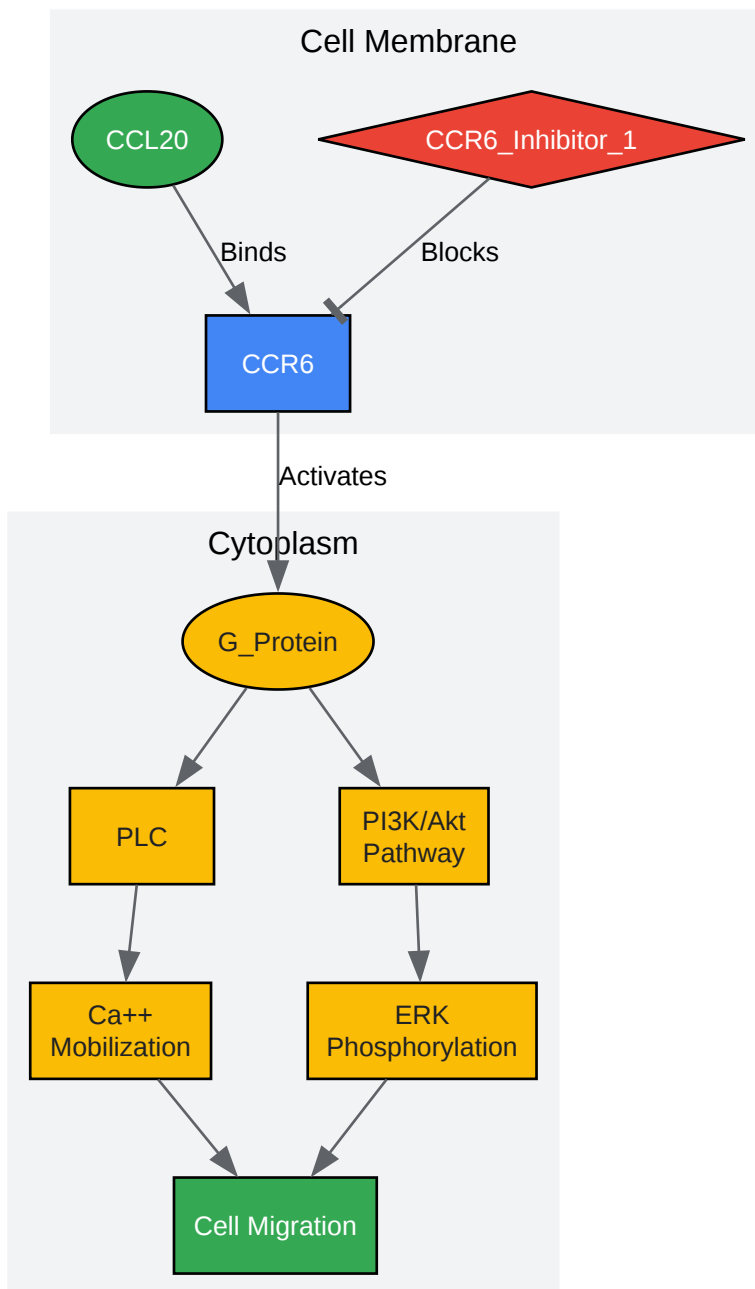 Cell Membrane
CCL20
CCR6_Inhibitor_1
Binds
Blocks
CCR6
Activates
Cytoplasm
G_Protein
PLC
PI3K/Akt
Pathway
Ca++
Mobilization
ERK
Phosphorylation
Cell Migration